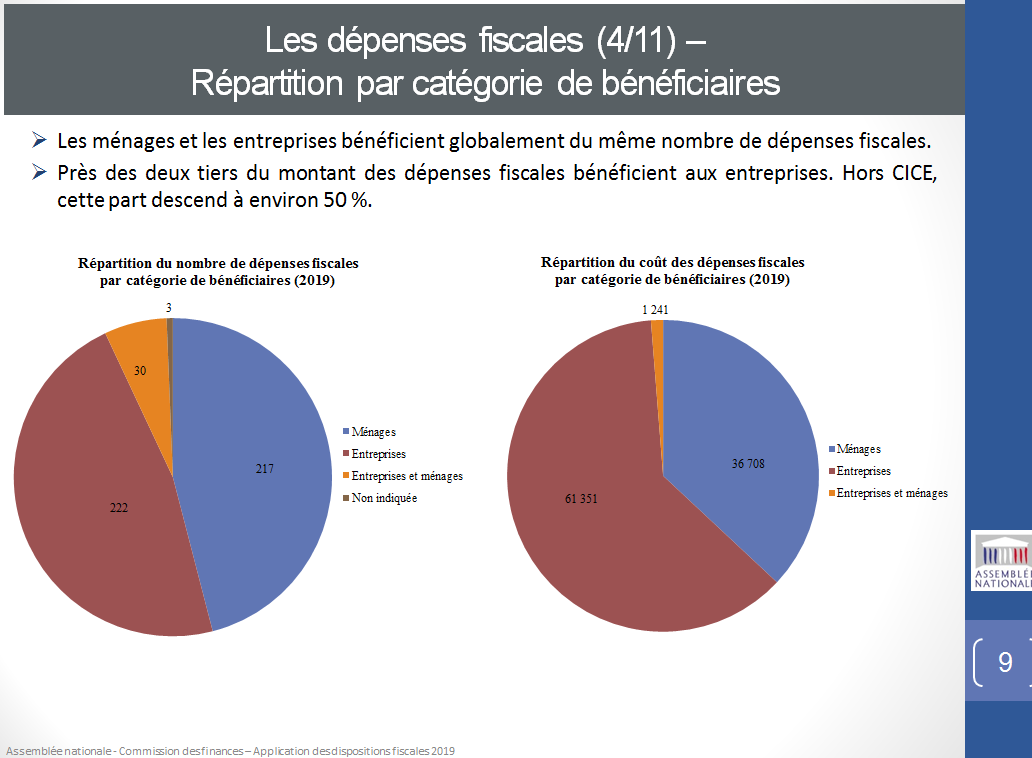 Les dépenses fiscales (4/11) –
Répartition par catégorie de bénéficiaires
Les ménages et les entreprises bénéficient globalement du même nombre de dépenses fiscales.
Près des deux tiers du montant des dépenses fiscales bénéficient aux entreprises. Hors CICE,
cette part descend à environ 50 %.
Répartition du nombre de dépenses fiscales
par catégorie de bénéficiaires (2019)
3
30
217
222
Ménages
Entreprises
Entreprises et ménages
Non indiquée
Répartition du coût des dépenses fiscales
par catégorie de bénéficiaires (2019)
1 241
36 708
61 351
Ménages
Entreprises
Entreprises et ménages
ASSEMBLÉE
NATIONALE
9
Assemblée nationale - Commission des finances – Application des dispositions fiscales 2019